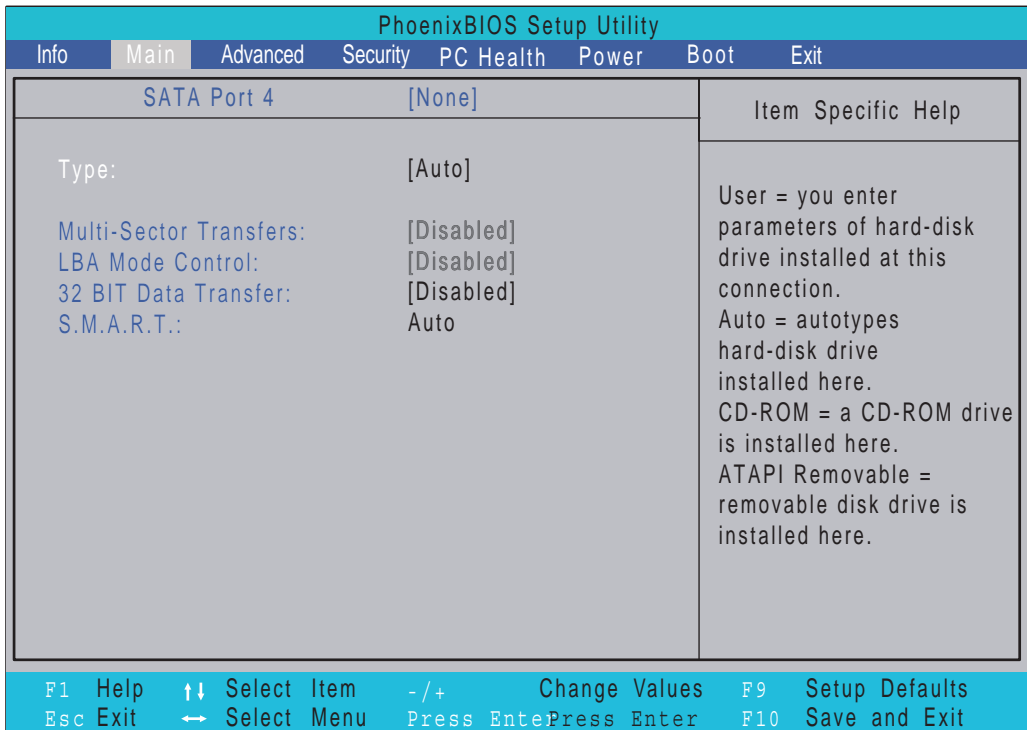 PhoenixBIOS Setup Utility
Info Main Advanced Security PC Health Power Boot Exit
SATA Port 4 [None]
Type: [Auto]
Multi-Sector Transfers: [Disabled]
LBA Mode Control: [Disabled]
32 BIT Data Transfer: [Disabled]
S.M.A.R.T.: Auto
Item Specific Help
User = you enter
parameters of hard-disk
drive installed at this
connection.
Auto = autotypes
hard-disk drive
installed here.
CD-ROM = a CD-ROM drive
is installed here.
ATAPI Removable =
removable disk drive is
installed here.
F1 Help ↑↓ Select Item -/+ Change Values F9 Setup Defaults
Esc Exit ↔ Select Menu Press Enter Press Enter F10 Save and Exit